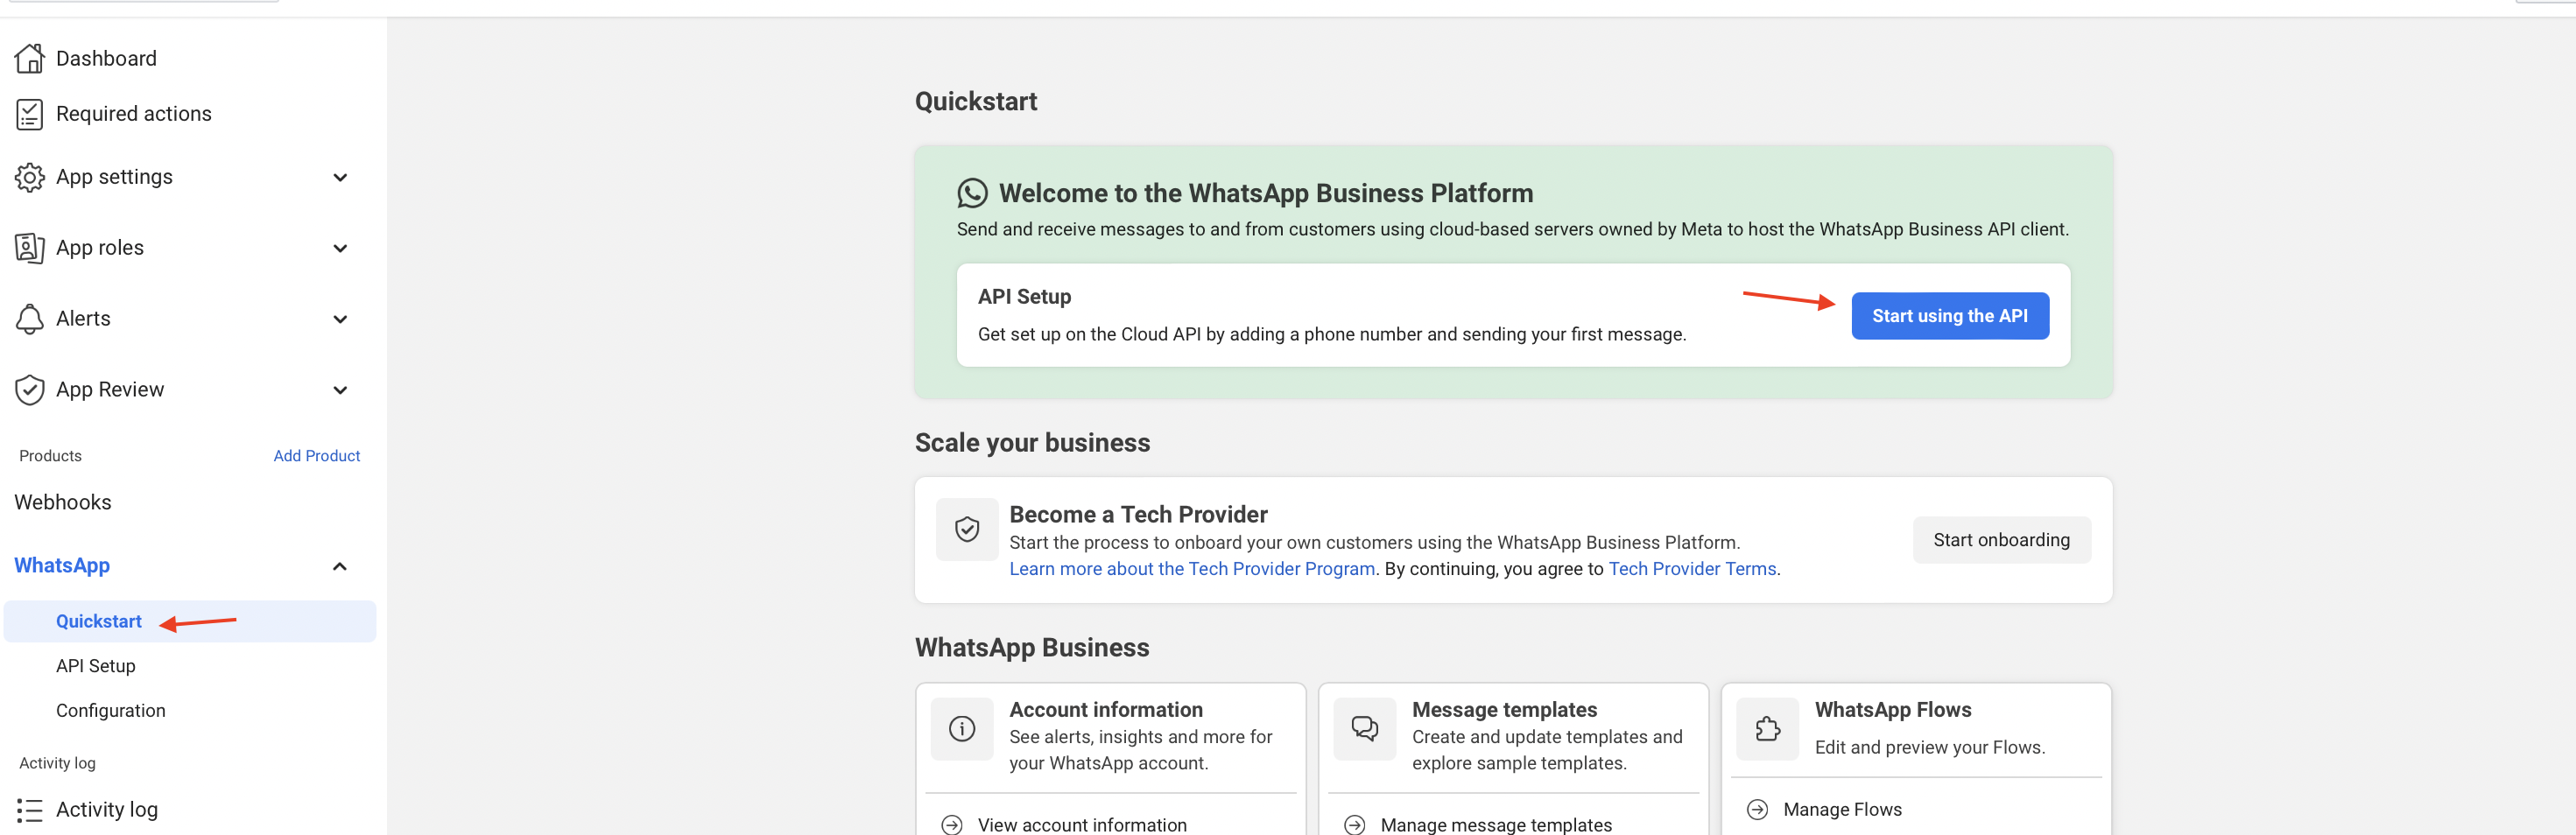 Dashboard
Required actions
App settings
App roles
Alerts
App Review
Products
Add Product
Webhooks
WhatsApp
Quickstart
API Setup
Configuration
Activity log
Activity log
Quickstart
Welcome to the WhatsApp Business Platform
Send and receive messages to and from customers using cloud-based servers owned by Meta to host the WhatsApp Business API client.
API Setup
Get set up on the Cloud API by adding a phone number and sending your first message.
Start using the API
Scale your business
Become a Tech Provider
Start the process to onboard your own customers using the WhatsApp Business Platform.
Learn more about the Tech Provider Program. By continuing, you agree to Tech Provider Terms.
Start onboarding
WhatsApp Business
Account information
See alerts, insights and more for
your WhatsApp account.
View account information
Message templates
Create and update templates and
explore sample templates.
Manage message templates
WhatsApp Flows
Edit and preview your Flows.
Manage Flows